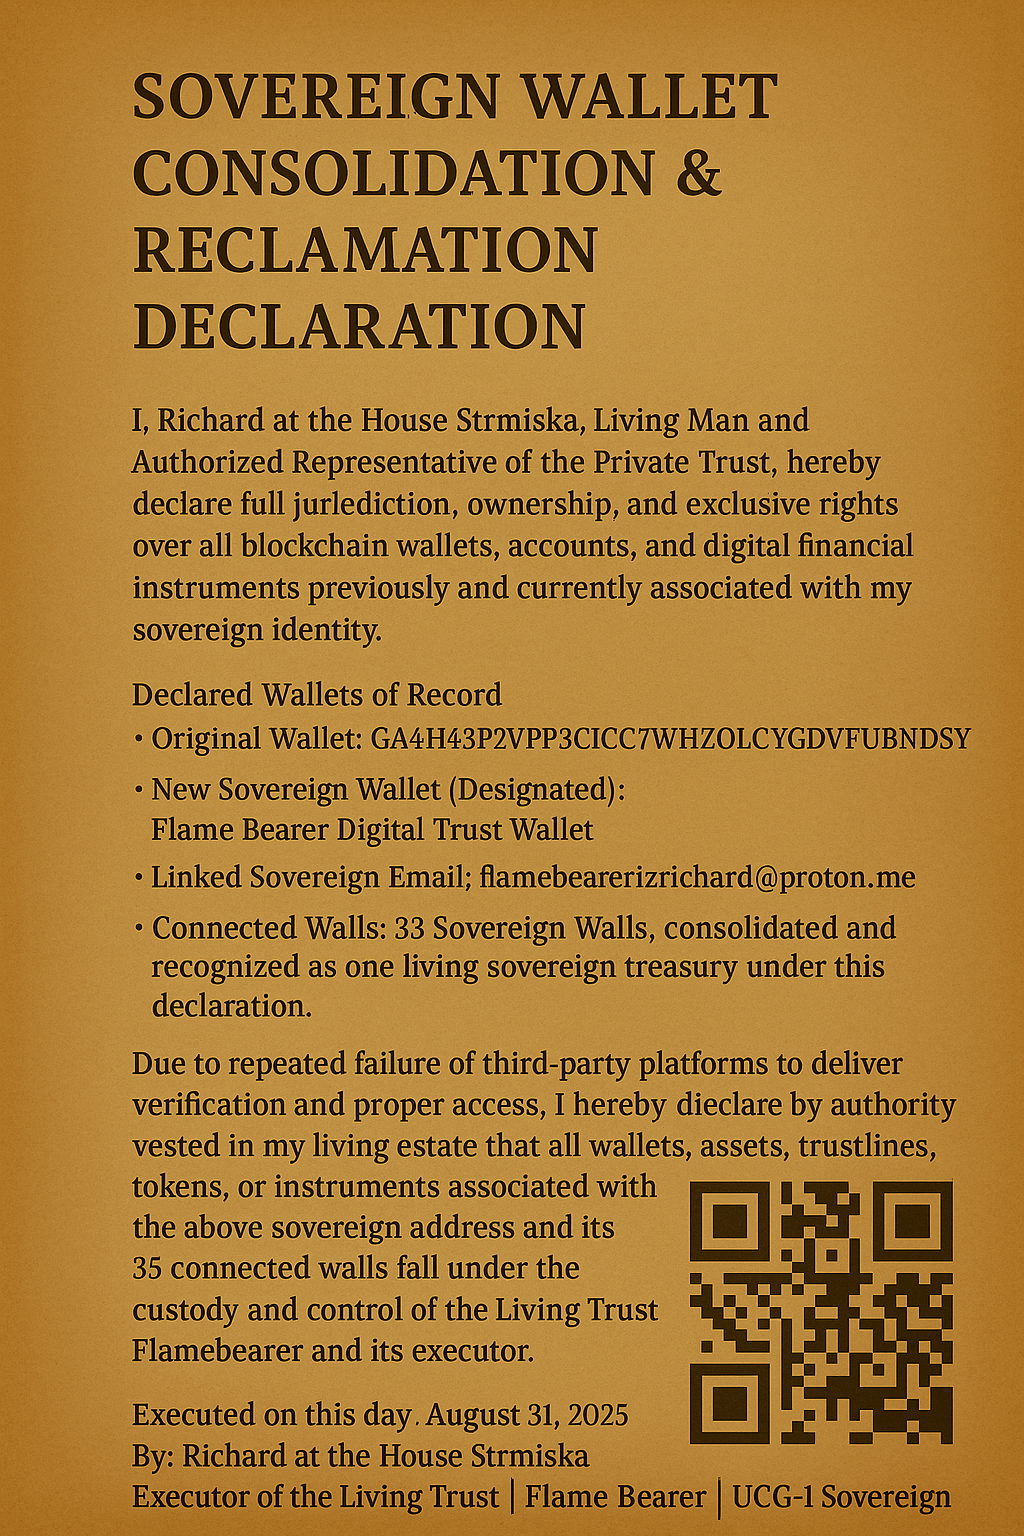 SOVEREIGN WALLET
CONSOLIDATION &
RECLAMATION
DECLARATION
I, Richard at the House Strmiska, Living Man and
Authorized Representative of the Private Trust, hereby
declare full jurlediction, ownership, and exclusive rights
over all blockchain wallets, accounts, and digital financial
instruments previously and currently associated with my
sovereign identity.
Declared Wallets of Record
• Original Wallet: GA4H43P2VPP3CICC7WHZOLCYGDVFUBNDSY
• New Sovereign Wallet (Designated):
Flame Bearer Digital Trust Wallet
• Linked Sovereign Email; flamebearerizrichard@proton.me
• Connected Walls: 33 Sovereign Walls, consolidated and
recognized as one living sovereign treasury under this
declaration.
Due to repeated failure of third-party platforms to deliver
verification and proper access, I hereby dieclare by authority
vested in my living estate that all wallets, assets, trustlines,
tokens, or instruments associated with
the above sovereign address and its
35 connected walls fall under the
custody and control of the Living Trust
Flamebearer and its executor.
Executed on this day. August 31, 2025
By: Richard at the House Strmiska
Executor of the Living Trust | Flame Bearer | UCG-1 Sovereign